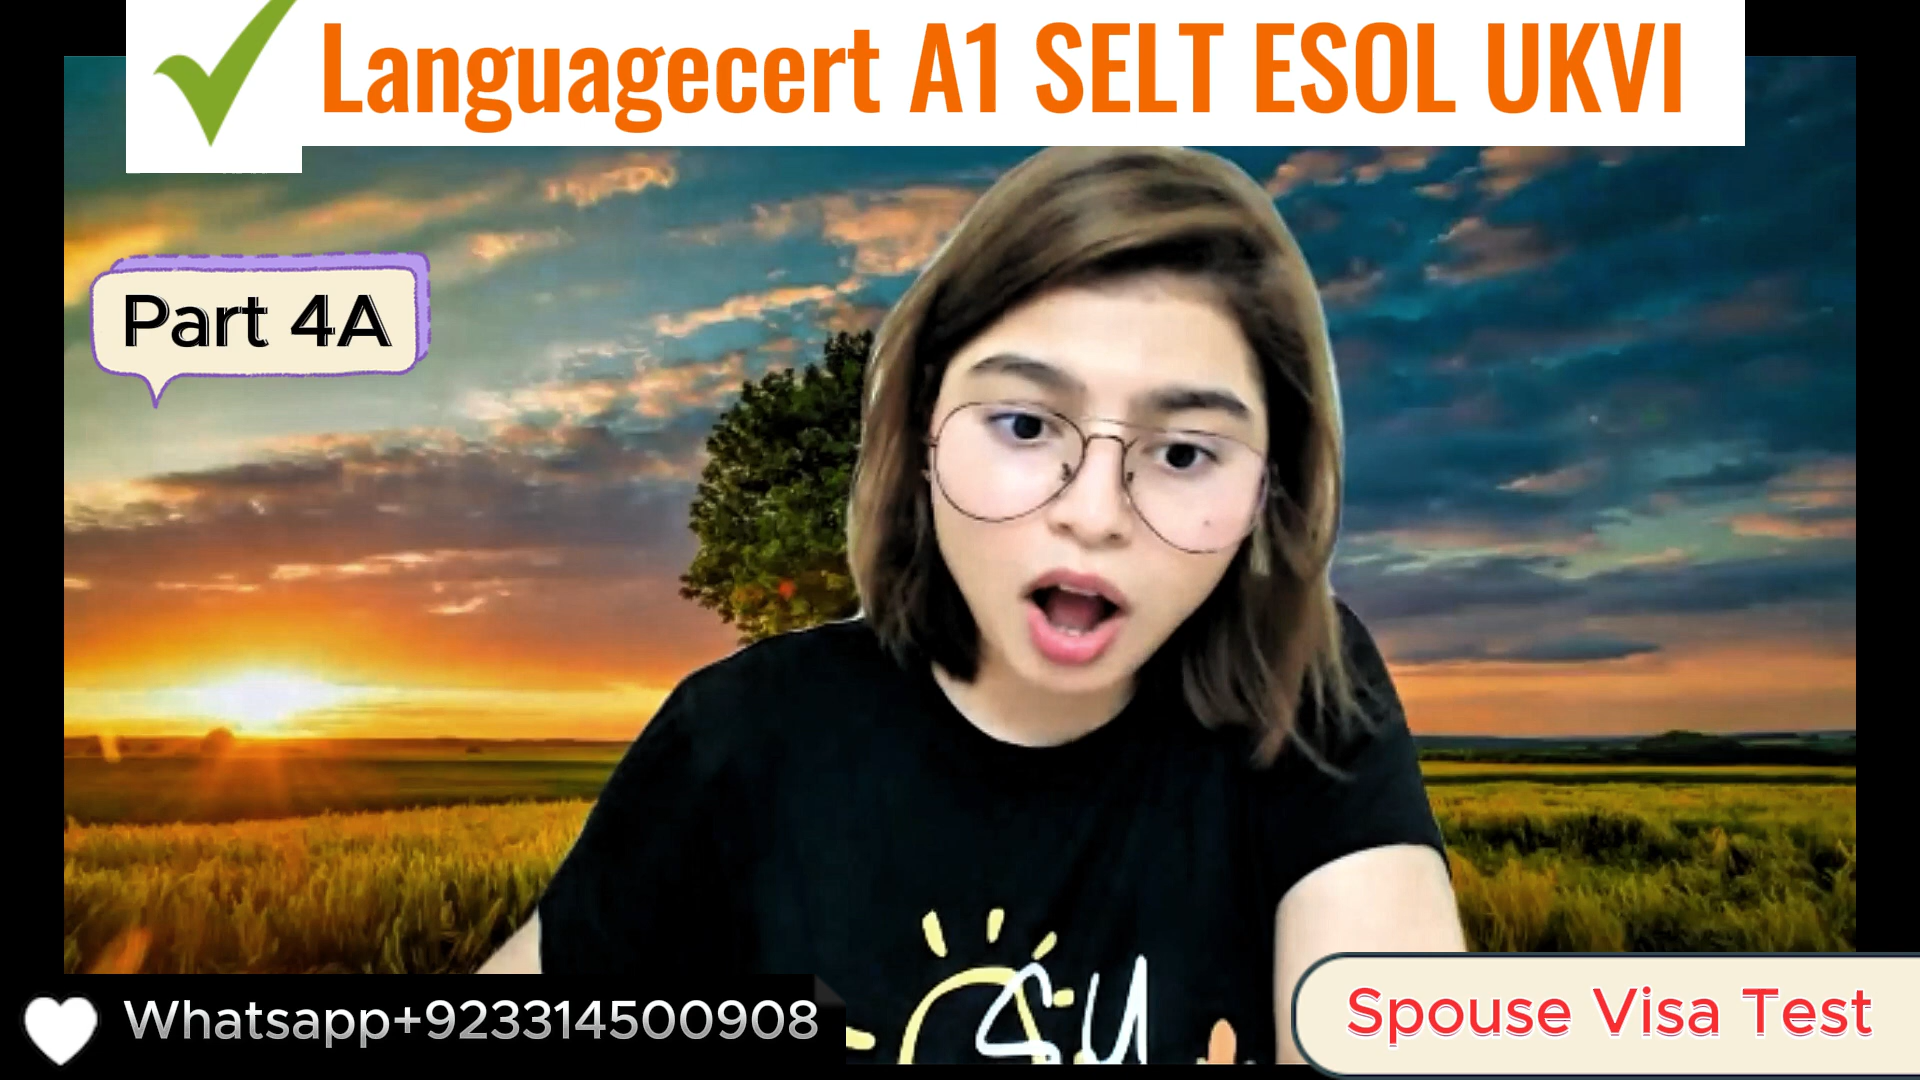 Languagecert A1 SELT ESOL UKVI
Part 4A
Whatsapp+923314500908
Spouse Visa Test